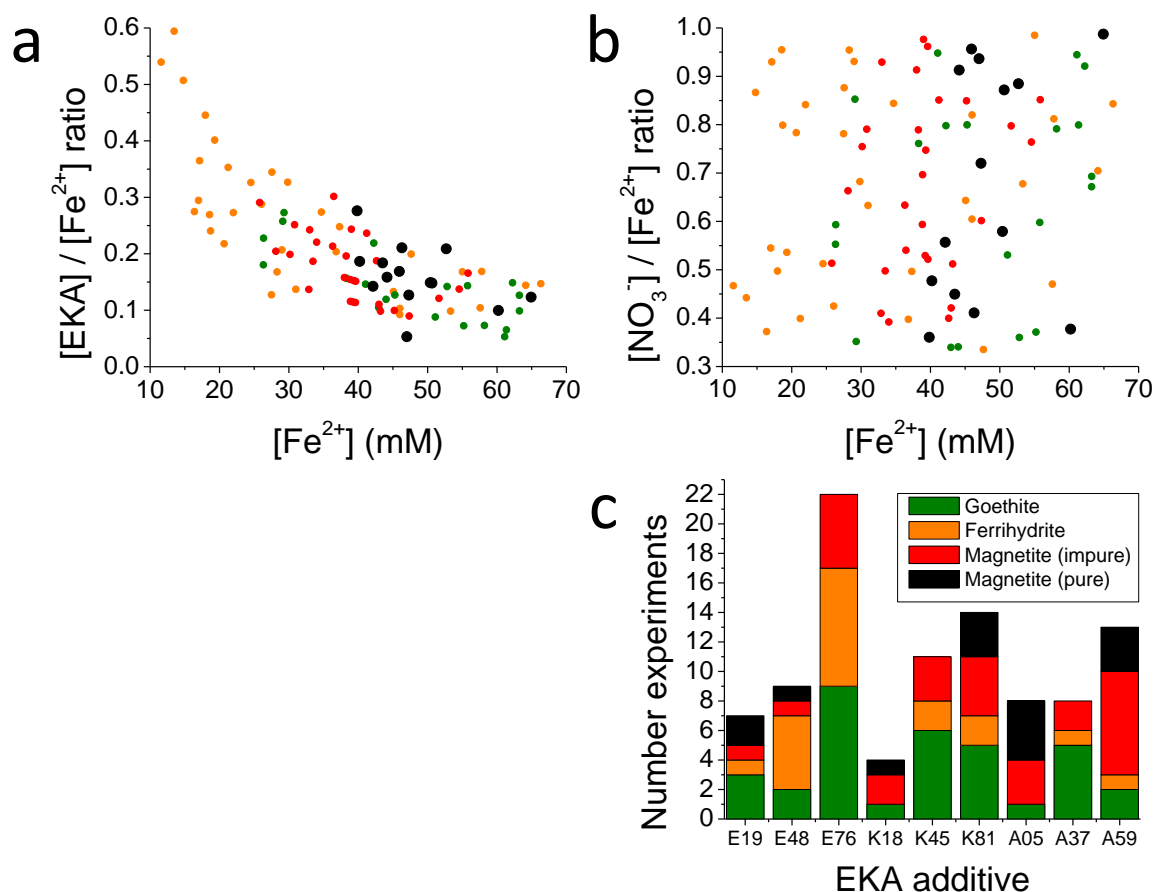 a
[EKA] / [Fe²⁺] ratio
0.6
0.5
0.4
0.3
0.2
0.1
0.0
10 20 30 40 50 60 70
[Fe²⁺] (mM)
b
[NO₃⁻] / [Fe²⁺] ratio
1.0
0.9
0.8
0.7
0.6
0.5
0.4
0.3
10 20 30 40 50 60 70
[Fe²⁺] (mM)
c
Number experiments
22
20
18
16
14
12
10
8
6
4
2
0
Goethite
Ferrihydrite
Magnetite (impure)
Magnetite (pure)
E19 E48 E76 K18 K45 K81 A05 A37 A59
EKA additive